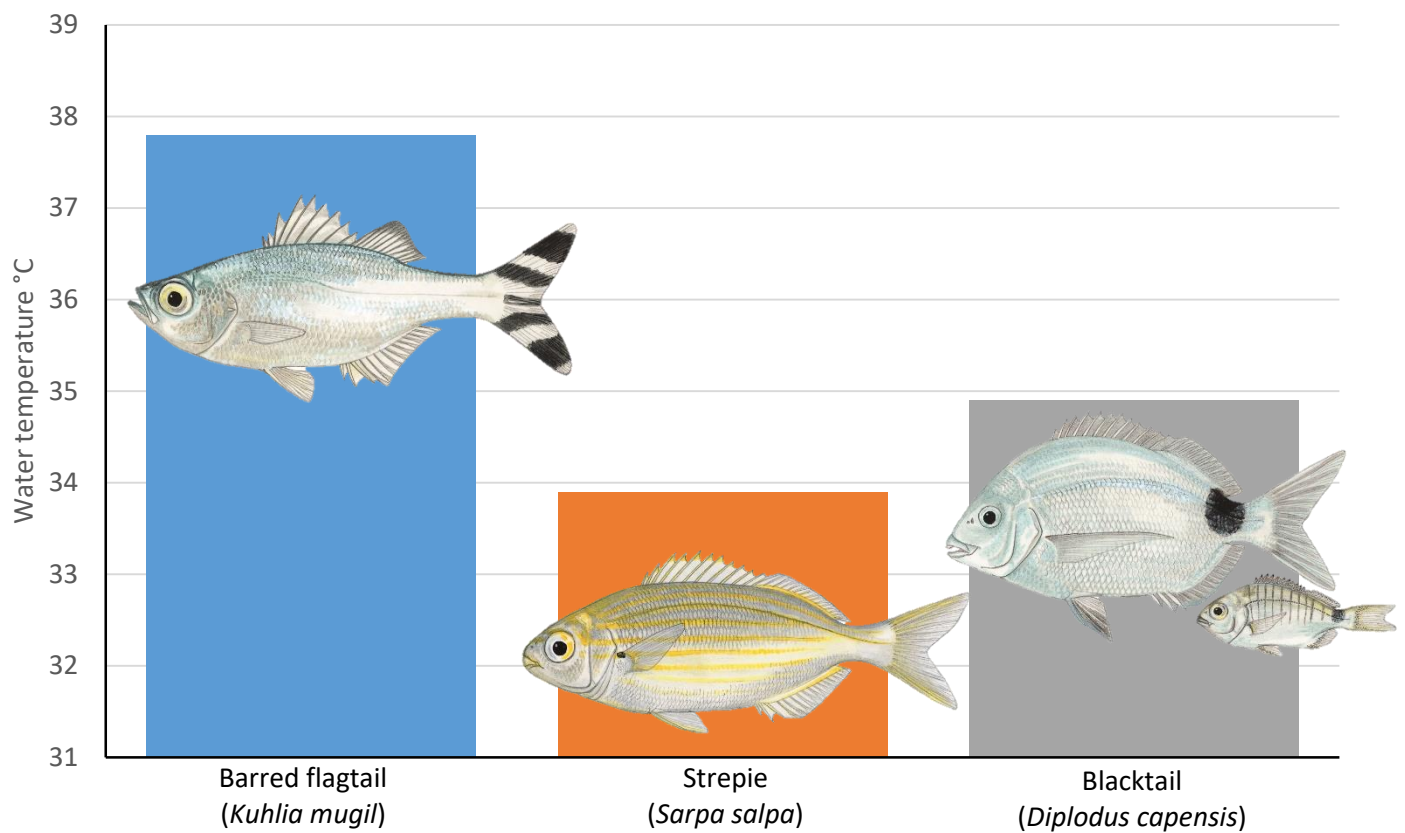 39
38
37
36
35
34
33
32
31
Water temperature °C
Barred flagtail
(Kuhlia mugil)
Strepie
(Sarpa salpa)
Blacktail
(Diplodus capensis)